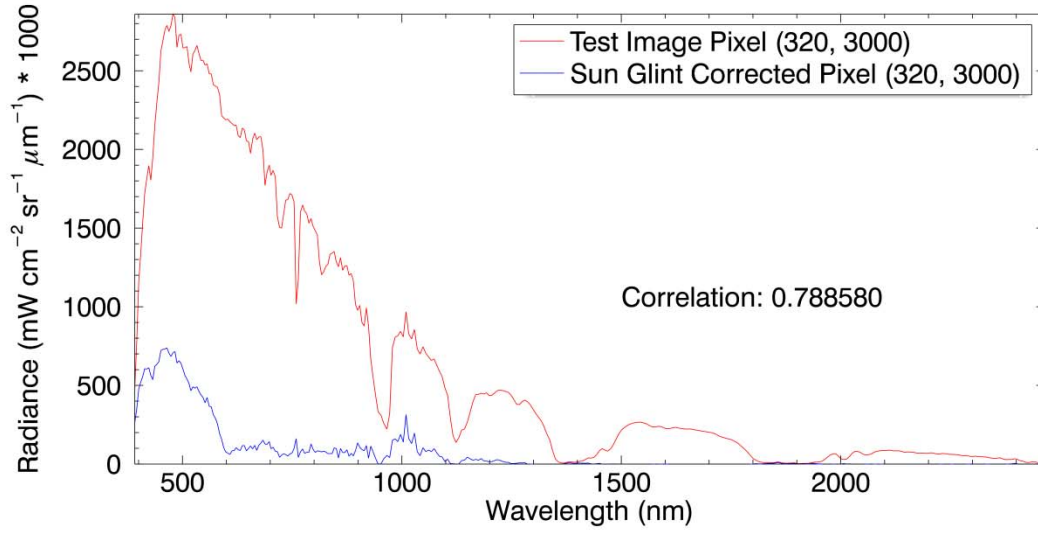 Radiance (mW cm−2 sr−1 μm−1) * 1000
2500
2000
1500
1000
500
0
Test Image Pixel (320, 3000)
Sun Glint Corrected Pixel (320, 3000)
Correlation: 0.788580
500 1000 1500 2000
Wavelength (nm)